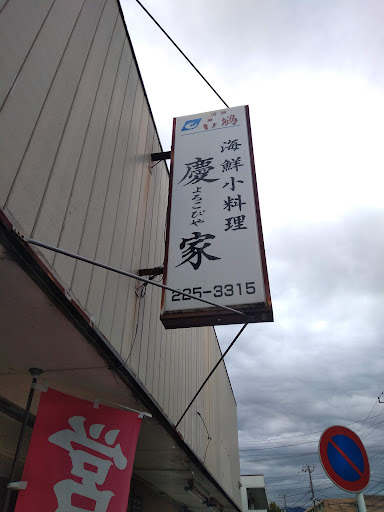 海鮮小料理
慶家
よろこびや
225-3315
営